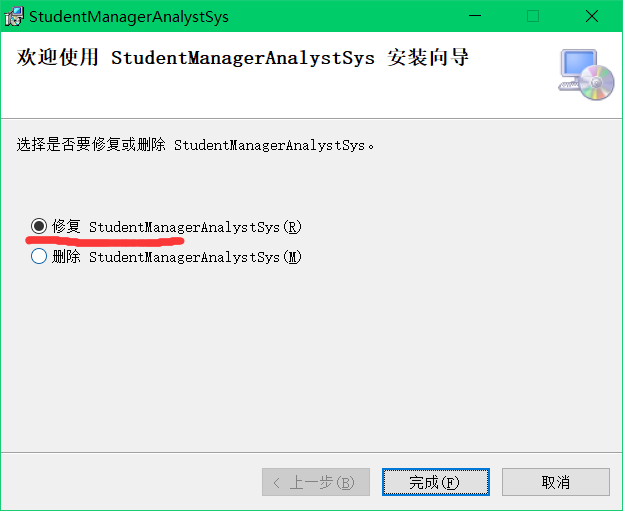 StudentManagerAnalystSys
欢迎使用 StudentManagerAnalystSys 安装向导
选择是否要修复或删除 StudentManagerAnalystSys。
修复 StudentManagerAnalystSys(R)
删除 StudentManagerAnalystSys(M)
< 上一步(B)
完成(F)
取消